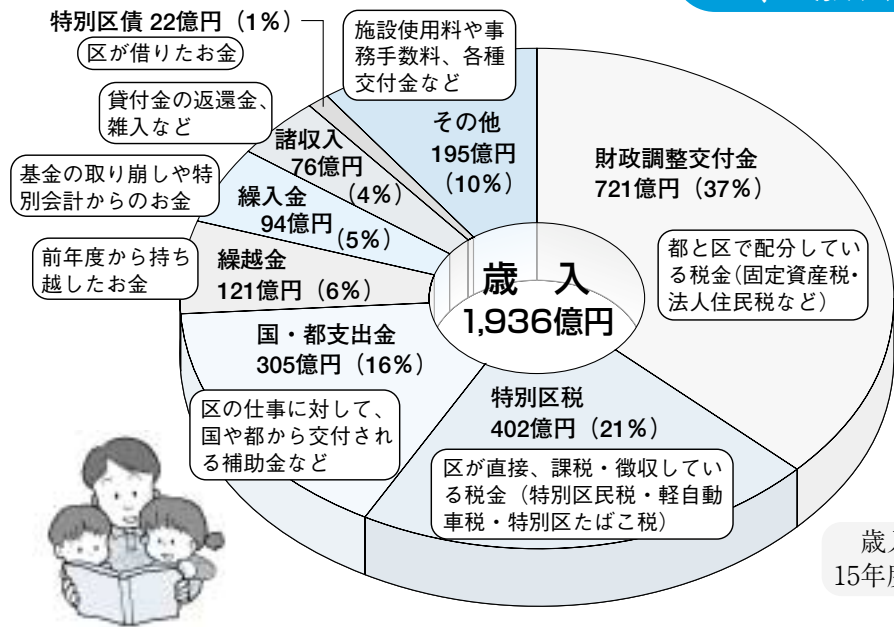 特別区債 22億円（1％）
区が借りたお金
施設使用料や事
務手数料、各種
交付金など
貸付金の返還金、
雑入など
諸収入
76億円
（4％）
その他
195億円
（10％）
財政調整交付金
721億円（37％）
基金の取り崩しや特
別会計からのお金
繰入金
94億円
（5％）
都と区で配分してい
る税金（固定資産税・
法人住民税など）
前年度から持ち
越したお金
繰越金
121億円（6％）
歳 入
1,936億円
国・都支出金
305億円（16％）
区の仕事に対して、
国や都から交付され
る補助金など
特別区税
402億円（21％）
区が直接、課税・徴収してい
る税金（特別区民税・軽自動
車税・特別区たばこ税）
歳入
15年度